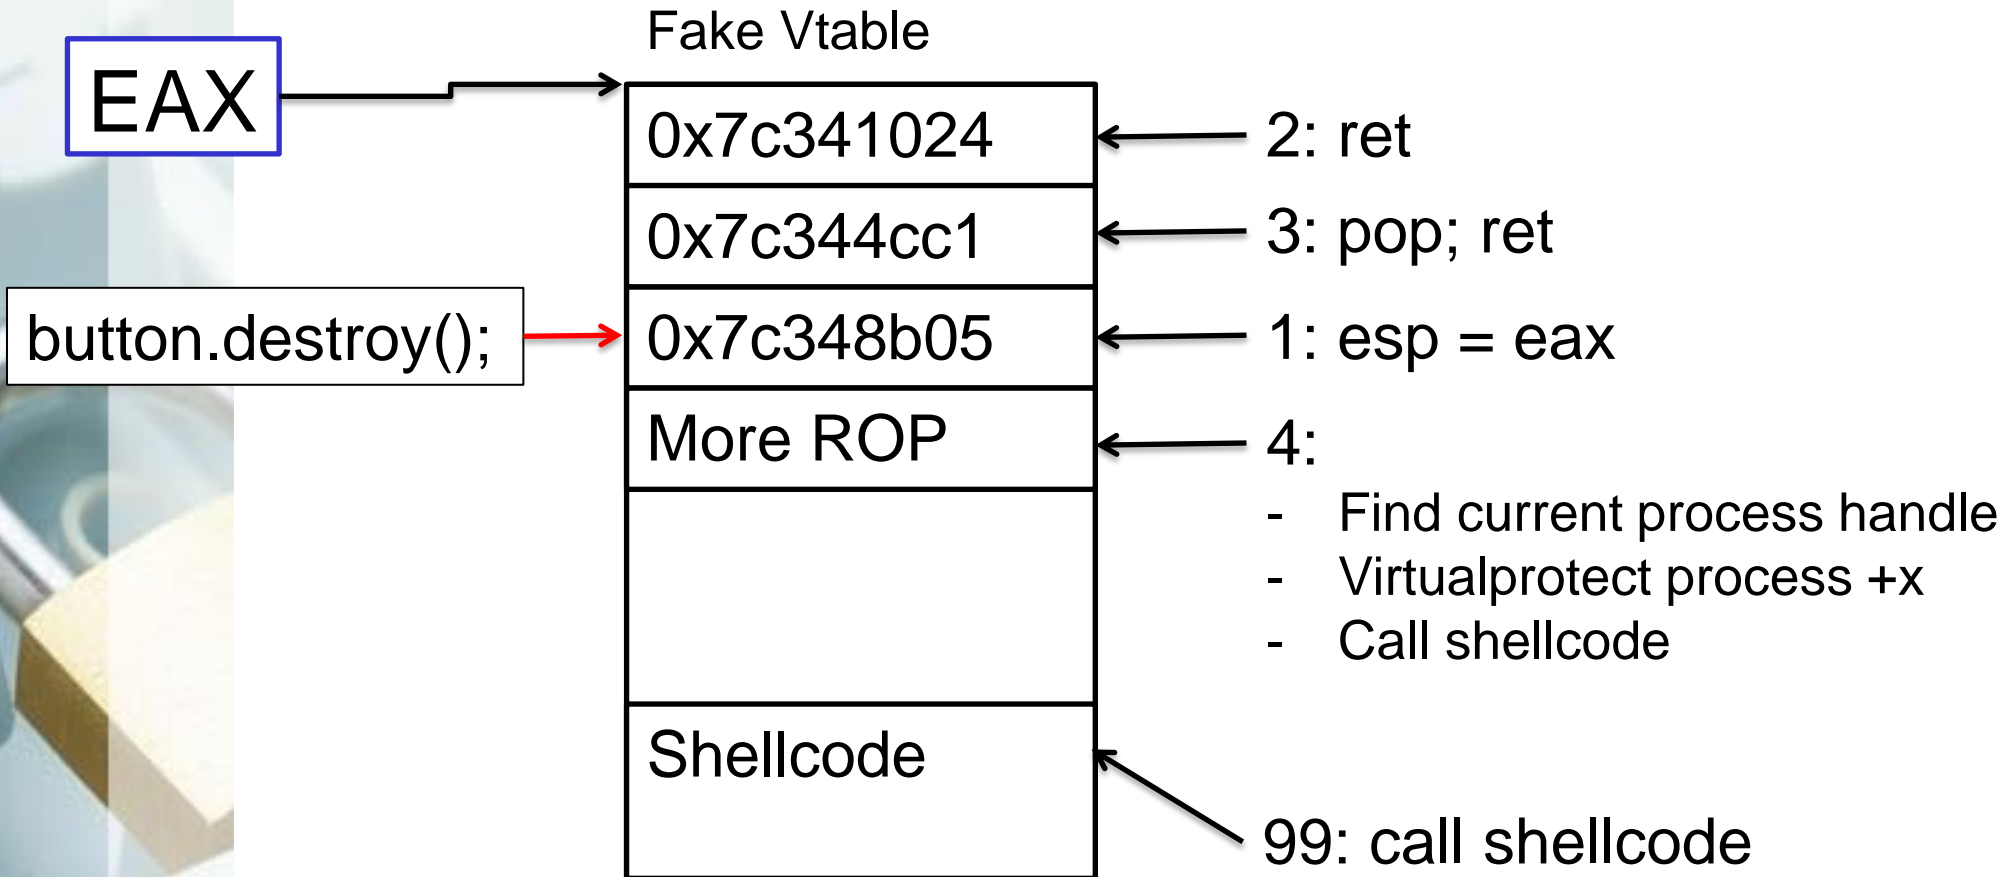 Fake Vtable
EAX
0x7c341024
2: ret
0x7c344cc1
3: pop; ret
button.destroy();
0x7c348b05
1: esp = eax
More ROP
4:
- Find current process handle
- Virtualprotect process +x
- Call shellcode
Shellcode
99: call shellcode